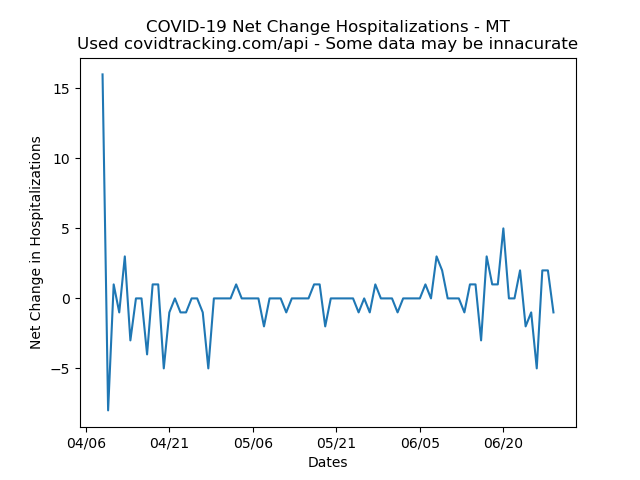 COVID-19 Net Change Hospitalizations - MT
Used covidtracking.com/api - Some data may be innacurate
Net Change in Hospitalizations
15
10
5
0
−5
04/06 04/21 05/06 05/21 06/05 06/20
Dates